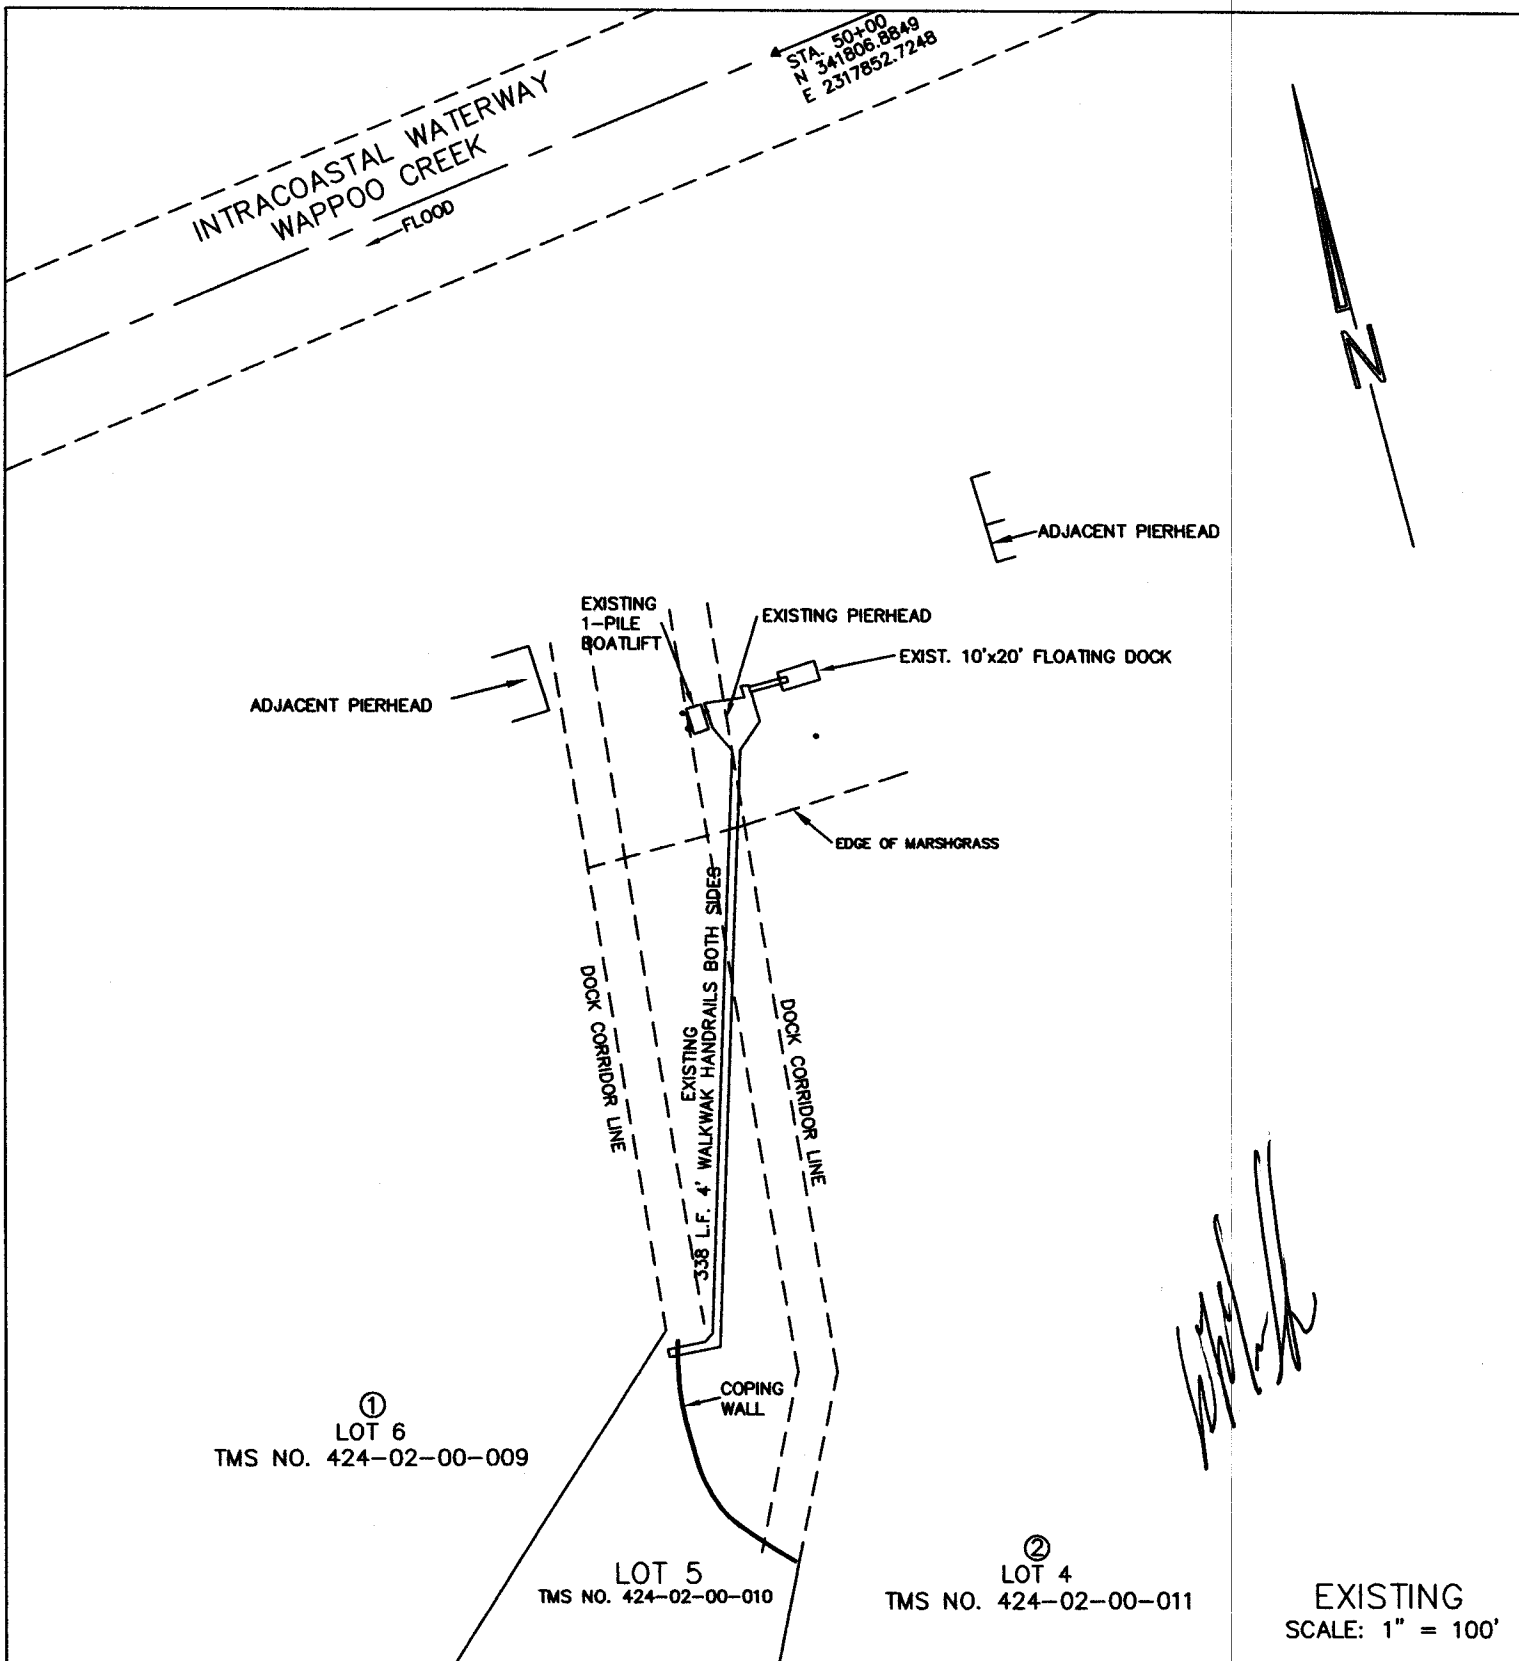 STA. 50+00
N 341806.8849
E 2317852.7248
INTRACOASTAL WATERWAY
WAPPOO CREEK
FLOOD
N
ADJACENT PIERHEAD
EXISTING
1-PILE
BOATLIFT
EXISTING PIERHEAD
EXIST. 10'x20' FLOATING DOCK
ADJACENT PIERHEAD
EDGE OF MARSHGRASS
DOCK CORRIDOR LINE
EXISTING
338 L.F. 4' WALKWAK HANDRAILS BOTH SIDES
DOCK CORRIDOR LINE
COPING
WALL
1
LOT 6
TMS NO. 424-02-00-009
LOT 5
TMS NO. 424-02-00-010
2
LOT 4
TMS NO. 424-02-00-011
EXISTING
SCALE: 1" = 100'